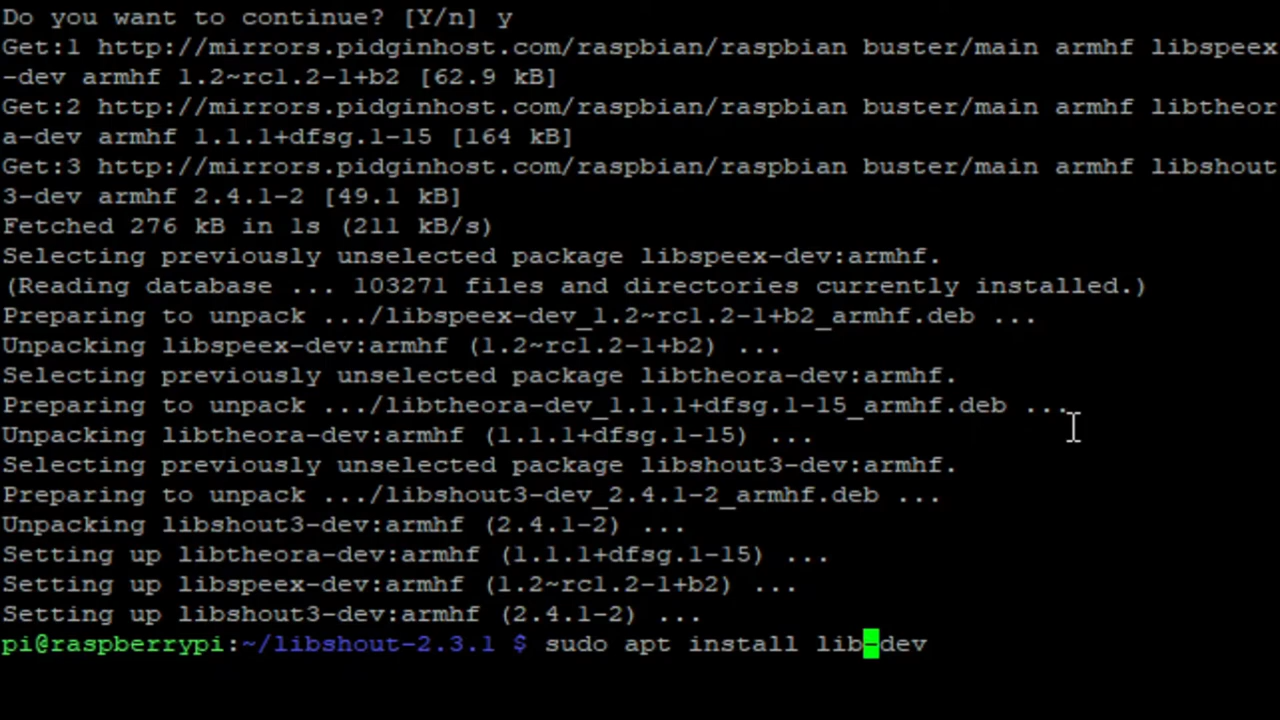 Do you want to continue? [Y/n] y
Get:1 http://mirrors.pidginhost.com/raspbian/raspbian buster/main armhf libspeex
-dev armhf 1.2~rc1.2-1+b2 [62.9 kB]
Get:2 http://mirrors.pidginhost.com/raspbian/raspbian buster/main armhf libtheor
a-dev armhf 1.1.1+dfsg.1-15 [164 kB]
Get:3 http://mirrors.pidginhost.com/raspbian/raspbian buster/main armhf libshout
3-dev armhf 2.4.1-2 [49.1 kB]
Fetched 276 kB in 1s (211 kB/s)
Selecting previously unselected package libspeex-dev:armhf.
(Reading database ... 103271 files and directories currently installed.)
Preparing to unpack .../libspeex-dev_1.2~rc1.2-1+b2_armhf.deb ...
Unpacking libspeex-dev:armhf (1.2~rc1.2-1+b2) ...
Selecting previously unselected package libtheora-dev:armhf.
Preparing to unpack .../libtheora-dev_1.1.1+dfsg.1-15_armhf.deb ...
Unpacking libtheora-dev:armhf (1.1.1+dfsg.1-15) ...
Selecting previously unselected package libshout3-dev:armhf.
Preparing to unpack .../libshout3-dev_2.4.1-2_armhf.deb ...
Unpacking libshout3-dev:armhf (2.4.1-2) ...
Setting up libtheora-dev:armhf (1.1.1+dfsg.1-15) ...
Setting up libspeex-dev:armhf (1.2~rc1.2-1+b2) ...
Setting up libshout3-dev:armhf (2.4.1-2) ...
pi@raspberrypi:~/libshout-2.3.1 $ sudo apt install lib-dev